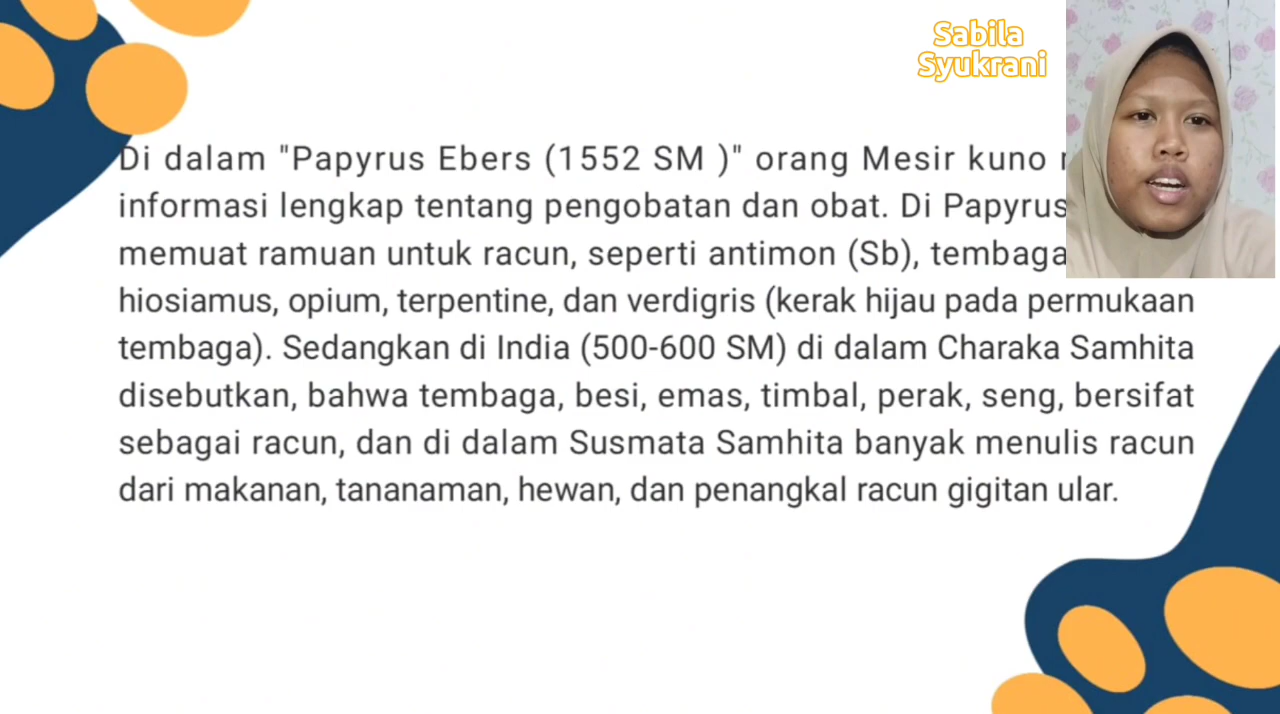 Sabila
Syukrani
Di dalam "Papyrus Ebers (1552 SM )" orang Mesir kuno
informasi lengkap tentang pengobatan dan obat. Di Papyrus
memuat ramuan untuk racun, seperti antimon (Sb), tembaga
hiosiamus, opium, terpentine, dan verdigris (kerak hijau pada permukaan
tembaga). Sedangkan di India (500-600 SM) di dalam Charaka Samhita
disebutkan, bahwa tembaga, besi, emas, timbal, perak, seng, bersifat
sebagai racun, dan di dalam Susmata Samhita banyak menulis racun
dari makanan, tananaman, hewan, dan penangkal racun gigitan ular.